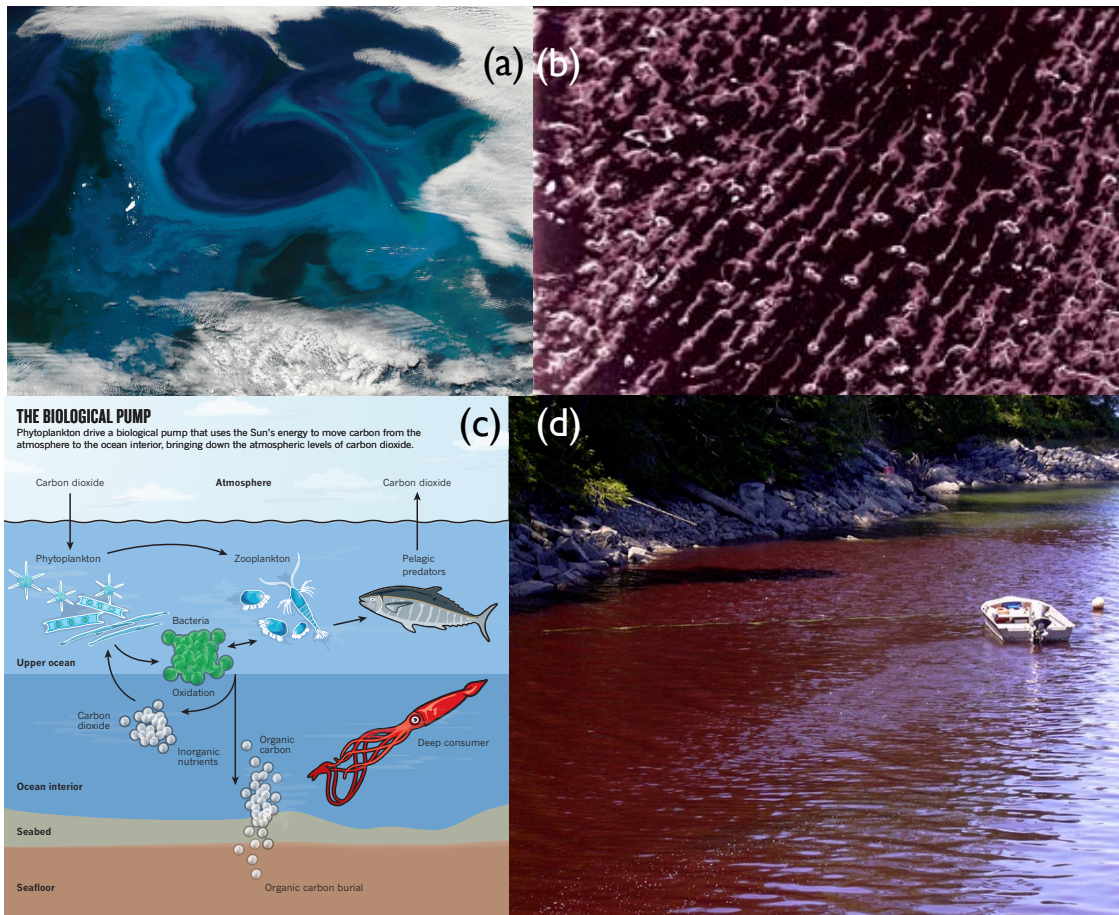 (a)
(b)
THE BIOLOGICAL PUMP
(c)
Phytoplankton drive a biological pump that uses the Sun's energy to move carbon from the
atmosphere to the ocean interior, bringing down the atmospheric levels of carbon dioxide.
Carbon dioxide
Atmosphere
Carbon dioxide
Phytoplankton
Zooplankton
Pelagic
predators
Bacteria
Upper ocean
Oxidation
Carbon
dioxide
Inorganic
nutrients
Organic
carbon
Deep consumer
Ocean interior
Seabed
Seafloor
Organic carbon burial
(d)